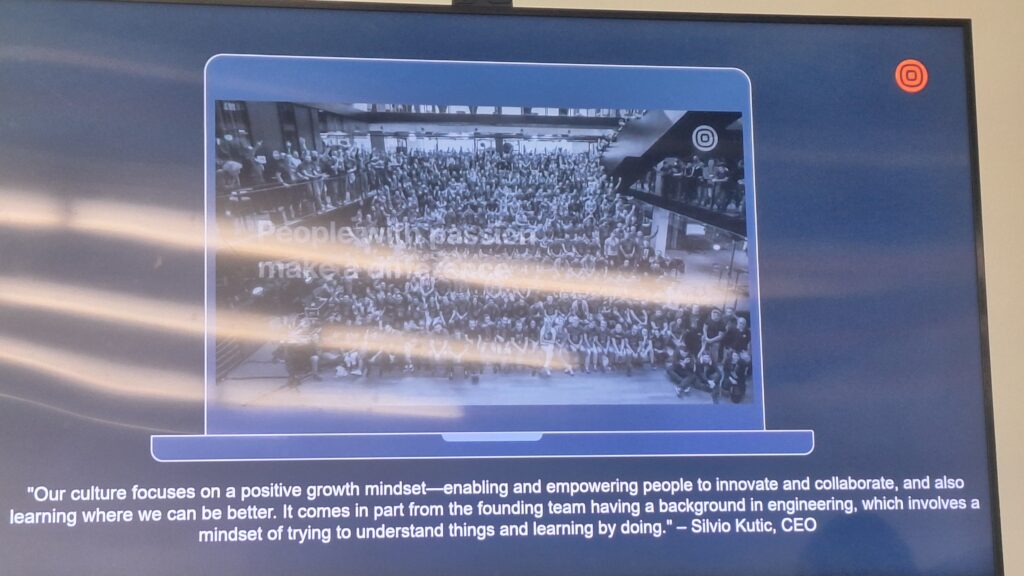 "People with passion
make a difference
"Our culture focuses on a positive growth mindset—enabling and empowering people to innovate and collaborate, and also
learning where we can be better. It comes in part from the founding team having a background in engineering, which involves a
mindset of trying to understand things and learning by doing." – Silvio Kutic, CEO